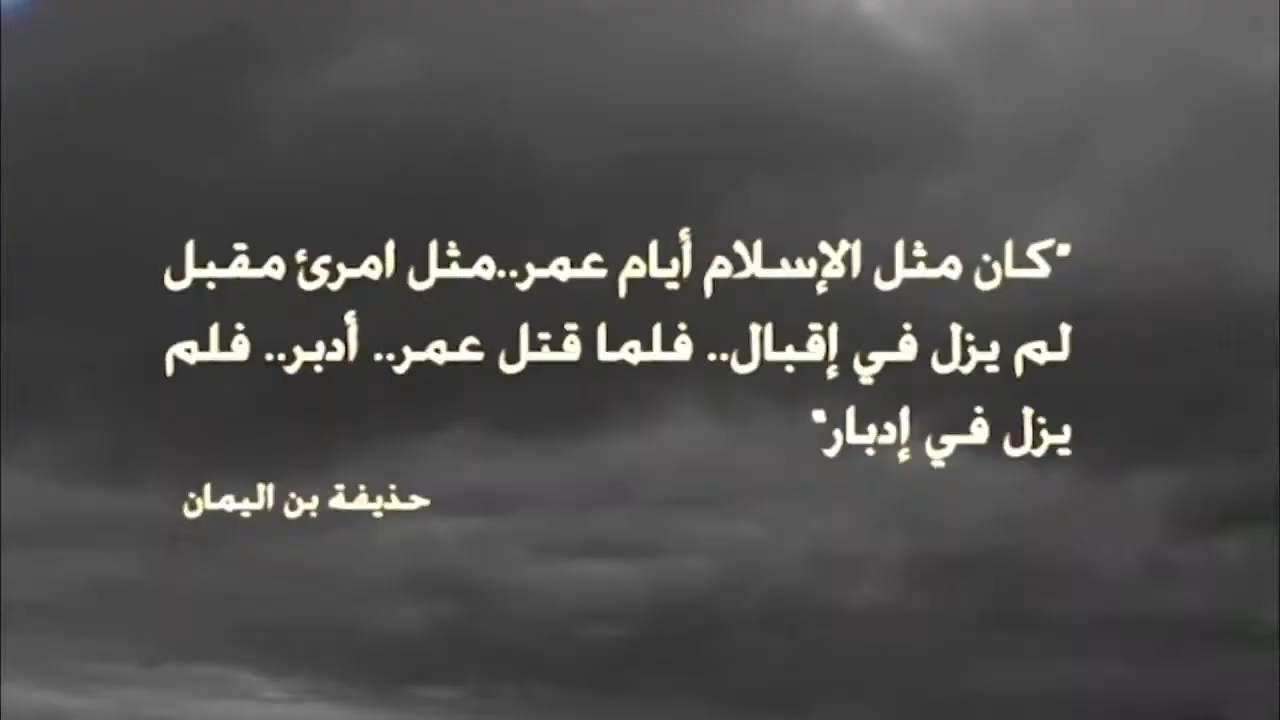 "كان مثل الإسلام أيام عمر..مثل امرئ مقبل
لم يزل في إقبال.. فلما قتل عمر.. أدبر.. فلم
يزل في إدبار"
حذيفة بن اليمان